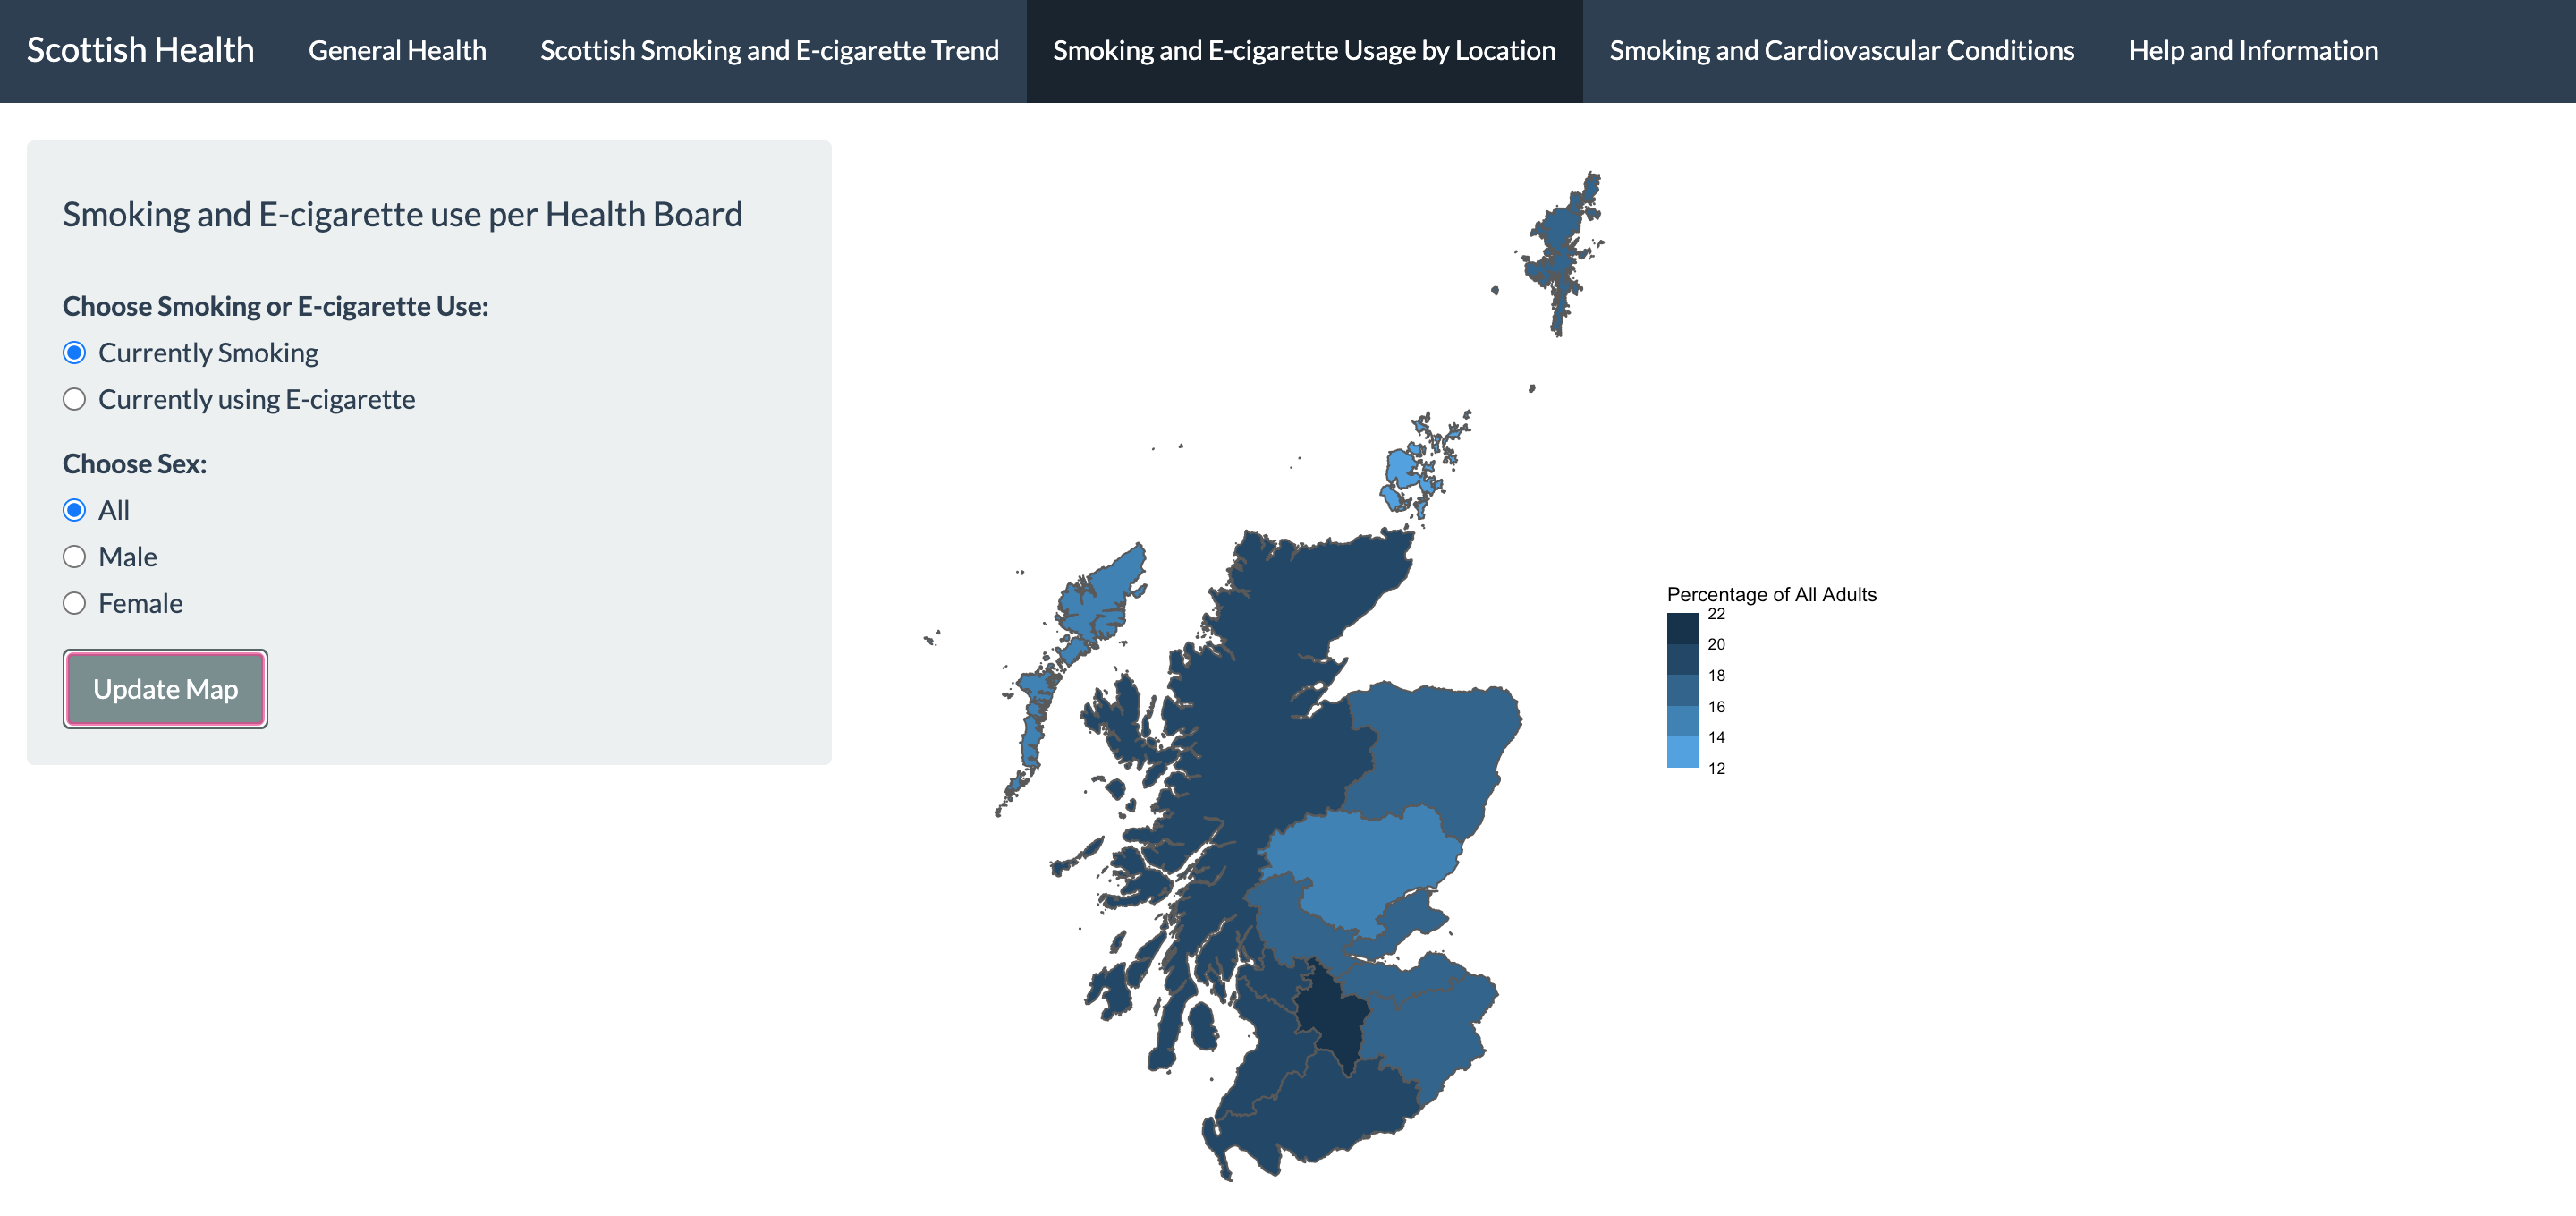 Scottish Health General Health Scottish Smoking and E-cigarette Trend Smoking and E-cigarette Usage by Location Smoking and Cardiovascular Conditions Help and Information
Smoking and E-cigarette use per Health Board
Choose Smoking or E-cigarette Use:
Currently Smoking
Currently using E-cigarette
Choose Sex:
All
Male
Female
Update Map
Percentage of All Adults
22
20
18
16
14
12